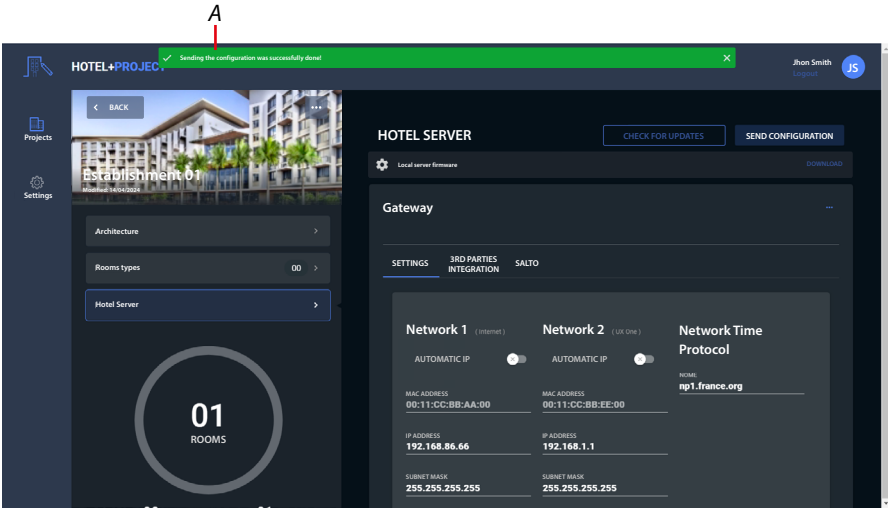 A
Sending the configuration was successfully done!
HOTEL+PROJECT
Jhon Smith
Logout
JS
Projects
Settings
BACK
Establishment 01
Modified: 14/04/2024
Architecture
Rooms types 00
Hotel Server
01
ROOMS
HOTEL SERVER
CHECK FOR UPDATES
SEND CONFIGURATION
Local server firmware
DOWNLOAD
Gateway
SETTINGS
3RD PARTIES
INTEGRATION
SALTO
Network 1 ( Internet )
AUTOMATIC IP
MAC ADDRESS
00:11:CC:BB:AA:00
IP ADDRESS
192.168.86.66
SUBNET MASK
255.255.255.255
Network 2 ( UX One )
AUTOMATIC IP
MAC ADDRESS
00:11:CC:BB:EE:00
IP ADDRESS
192.168.1.1
SUBNET MASK
255.255.255.255
Network Time
Protocol
NOME
np1.france.org